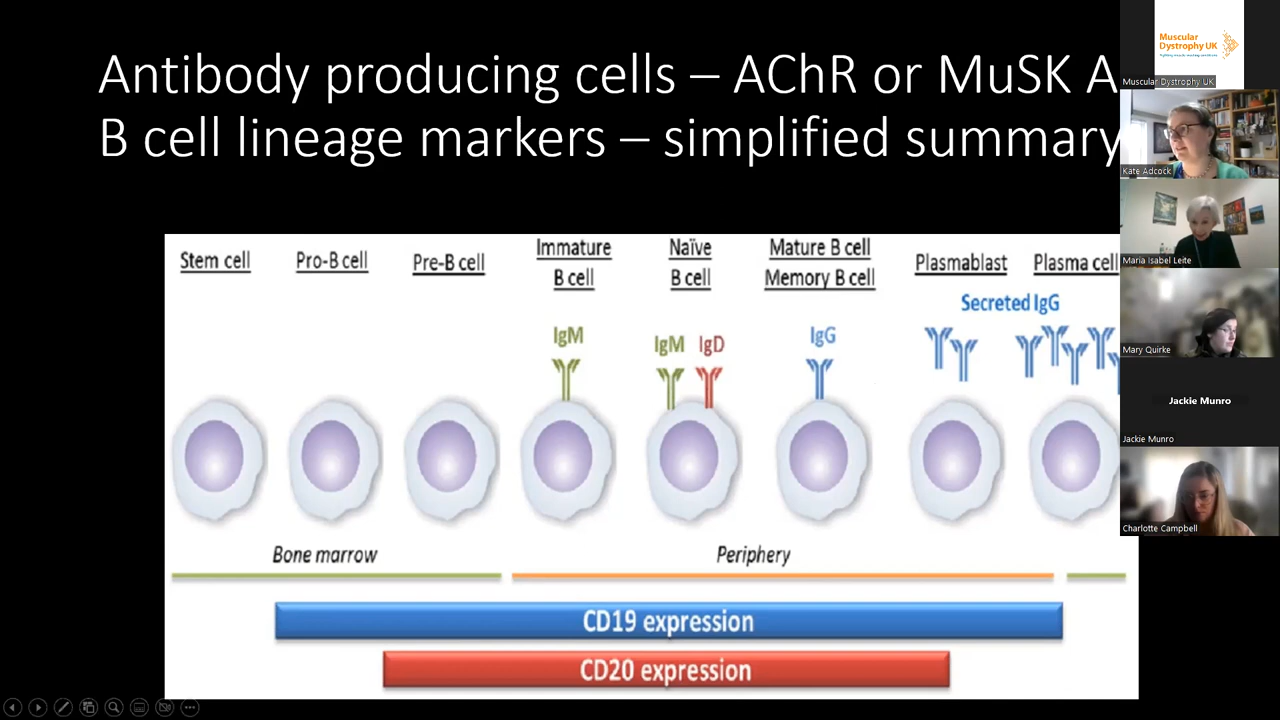 Antibody producing cells – AChR or MuSK A
B cell lineage markers – simplified summary
Stem cell
Pro-B cell
Pre-B cell
Immature
B cell
Naïve
B cell
Mature B cell
Memory B cell
Plasmablast
Plasma cell
Secreted IgG
IgM
IgM
IgD
IgG
Bone marrow
Periphery
CD19 expression
CD20 expression
Muscular
Dystrophy UK
Muscular Dystrophy UK
Kate Adcock
Maria Isabel Leite
Mary Quirke
Jackie Munro
Jackie Munro
Charlotte Campbell